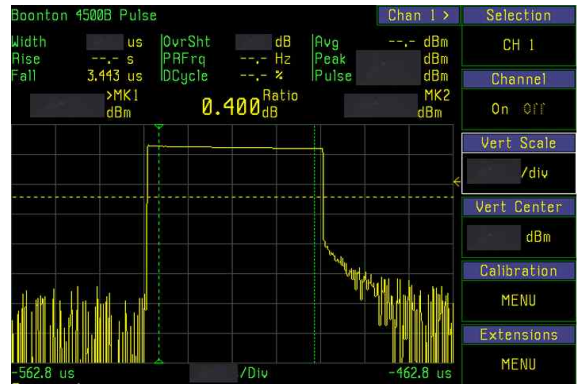 Boonton 4500B Pulse Chan 1 > Selection
Width us OvrSht dB Avg --.- dBm CH 1
Rise --.- s PRFrq --.- Hz Peak dBm
Fall 3.443 us DCycle --.- % Pulse dBm Channel
>MK1 Ratio MK2
dBm 0.400 dB dBm On Off
Vert Scale
/div
Vert Center
dBm
Calibration
MENU
Extensions
-562.8 us /Div -462.8 us MENU